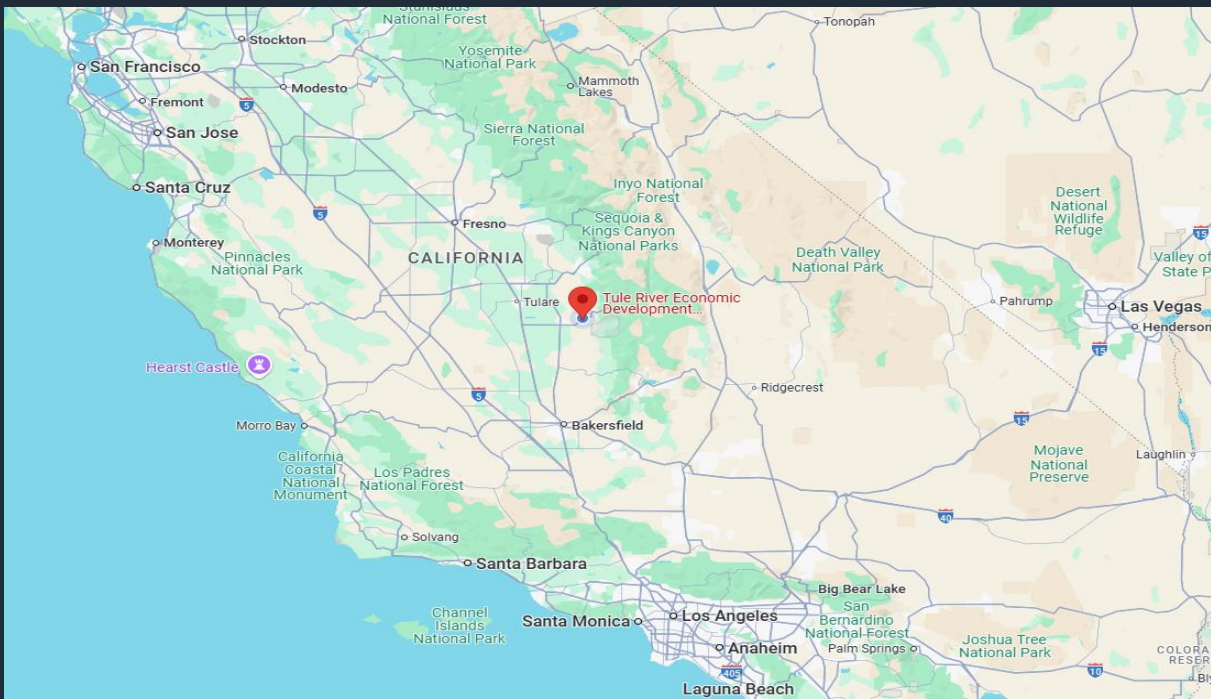 Stanislaus
National Forest
Tonopah
Stockton
Yosemite
National Park
San Francisco
Mammoth
Lakes
Modesto
Fremont
5
Sierra National
Forest
San Jose
Inyo National
Forest
Santa Cruz
Desert
National
Wildlife
Refuge
5
Sequoia &
Kings Canyon
National Parks
Fresno
15
Monterey
Pinnacles
National Park
CALIFORNIA
Death Valley
National Park
Valley of
State P
Tulare
Tule River Economic
Development...
Pahrump
Las Vegas
Henderson
15
Hearst Castle
5
Ridgecrest
15
Morro Bay
Bakersfield
California
Coastal
National
Monument
Los Padres
National Forest
Mojave
National
Preserve
Laughlin
40
Solvang
Santa Barbara
Big Bear Lake
Channel
Islands
National Park
Santa Monica
Los Angeles
San
Bernardino
National Forest
Joshua Tree
National Park
Anaheim
Palm Springs
COLORA
RESER
405
10
Bly
Laguna Beach